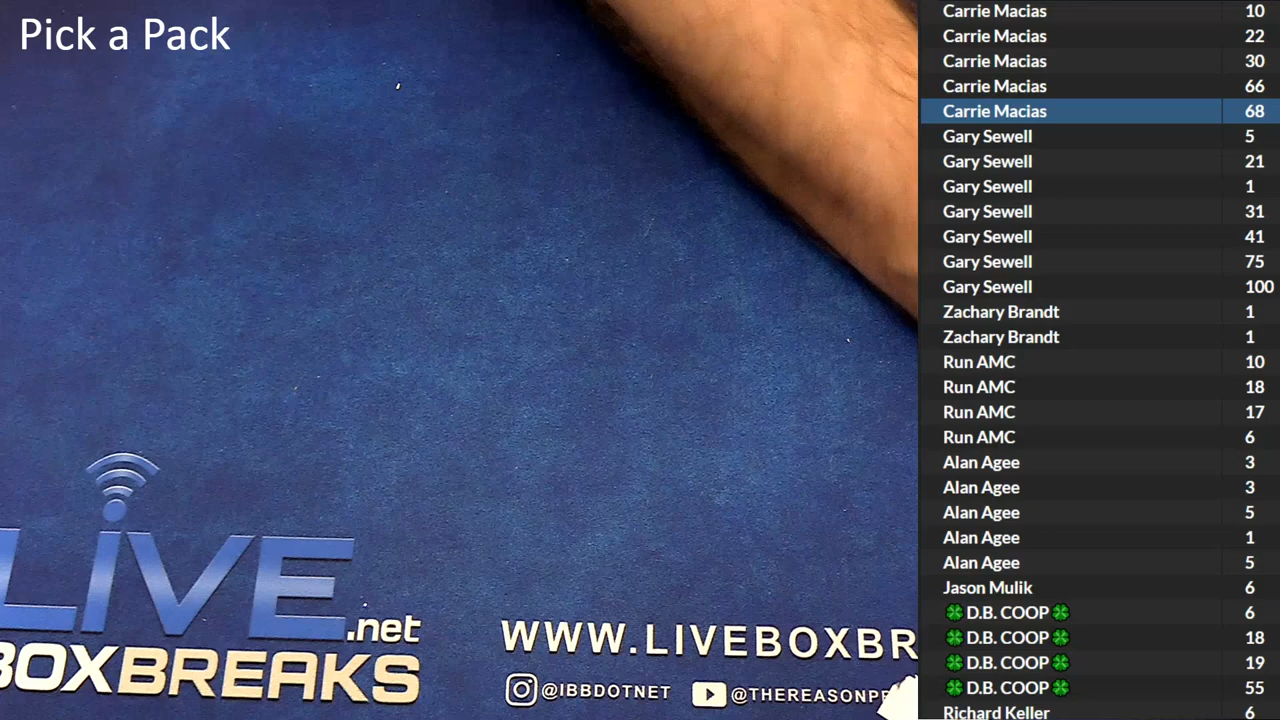 Pick a Pack
LIVE
.net
BOXBREAKS
WWW.LIVEBOXBR
@IBBDOTNET
@THEREASONPR
Carrie Macias 10
Carrie Macias 22
Carrie Macias 30
Carrie Macias 66
Carrie Macias 68
Gary Sewell 5
Gary Sewell 21
Gary Sewell 1
Gary Sewell 31
Gary Sewell 41
Gary Sewell 75
Gary Sewell 100
Zachary Brandt 1
Zachary Brandt 1
Run AMC 10
Run AMC 18
Run AMC 17
Run AMC 6
Alan Agee 3
Alan Agee 3
Alan Agee 5
Alan Agee 1
Alan Agee 5
Jason Mulik 6
🍀 D.B. COOP 🍀 6
🍀 D.B. COOP 🍀 18
🍀 D.B. COOP 🍀 19
🍀 D.B. COOP 🍀 55
Richard Keller 6